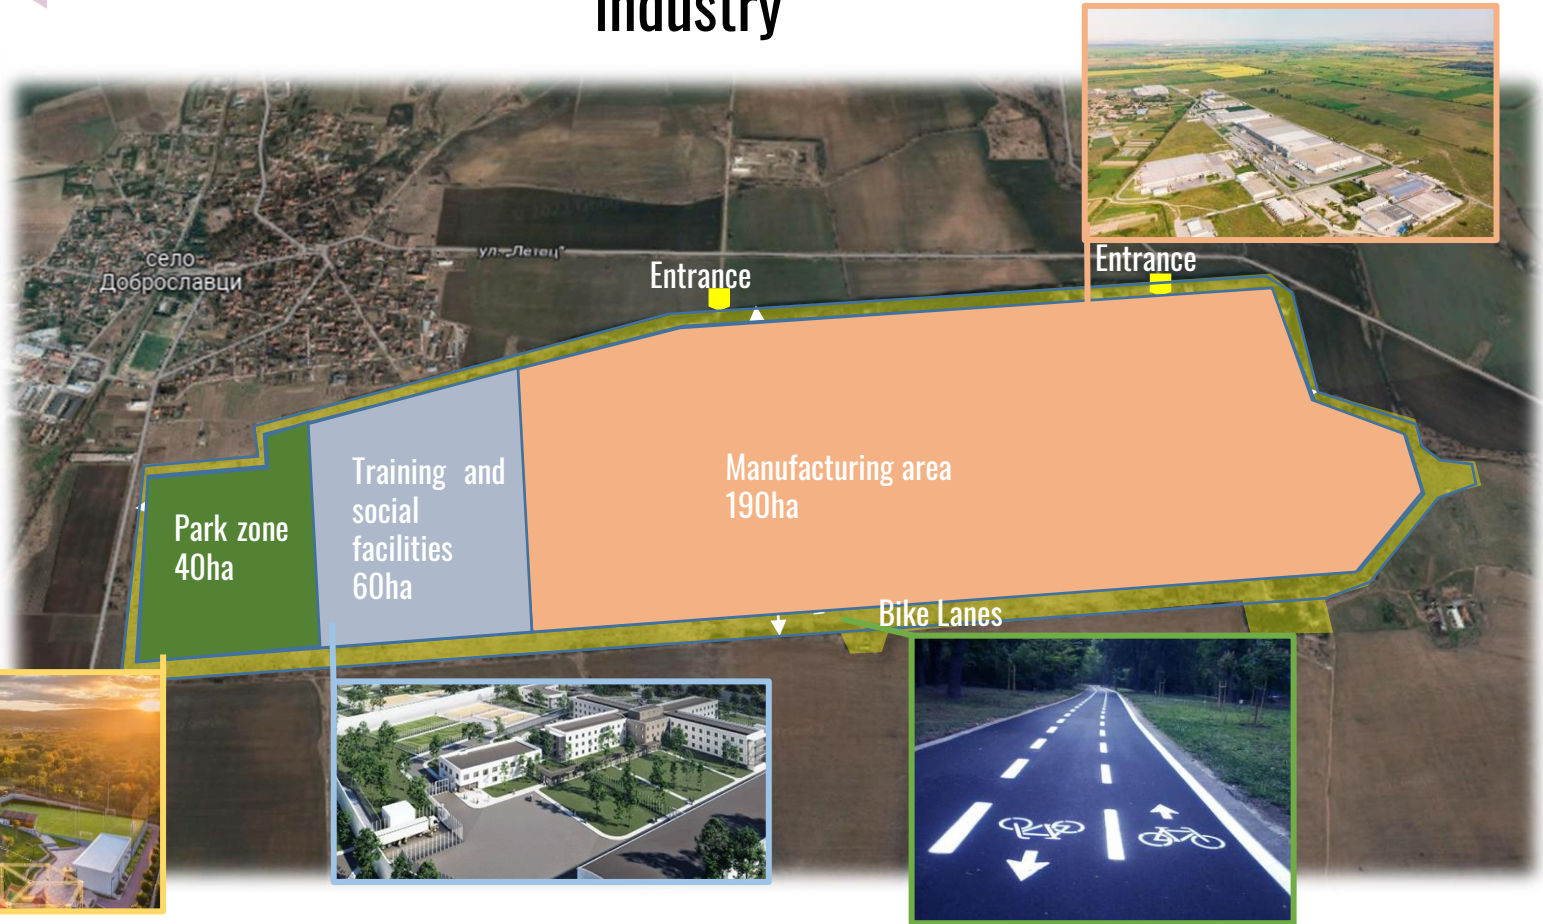 Industry
село
Доброславци
ул. „Летец"
Entrance
Entrance
Training and
social
facilities
60ha
Manufacturing area
190ha
Park zone
40ha
Bike Lanes